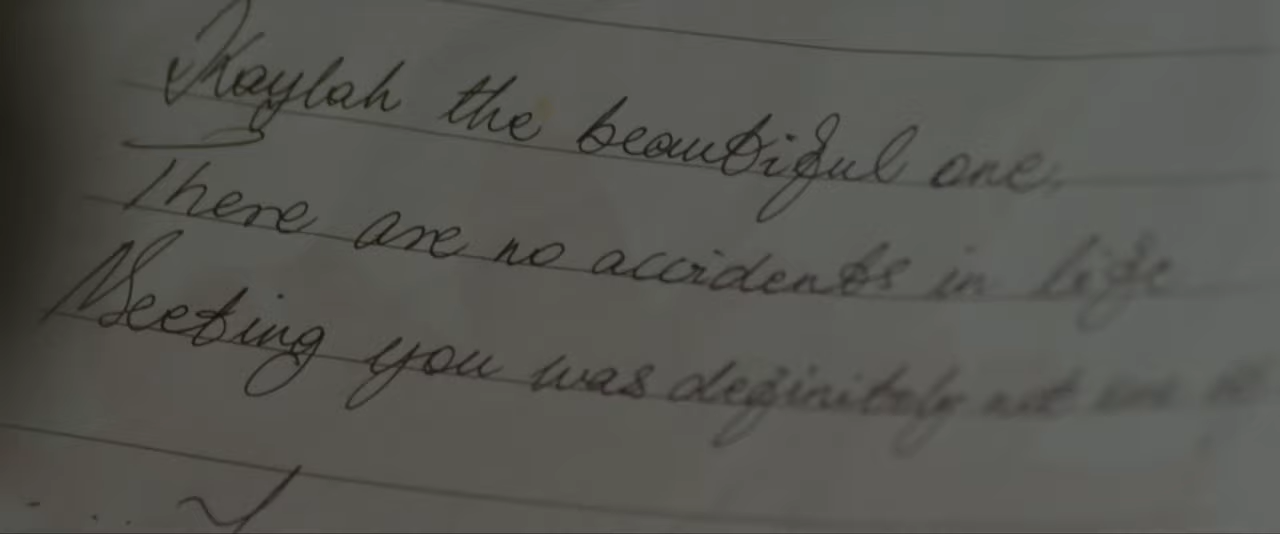 Kaylah the beautiful one.
There are no accidents in life
Meeting you was definitely not